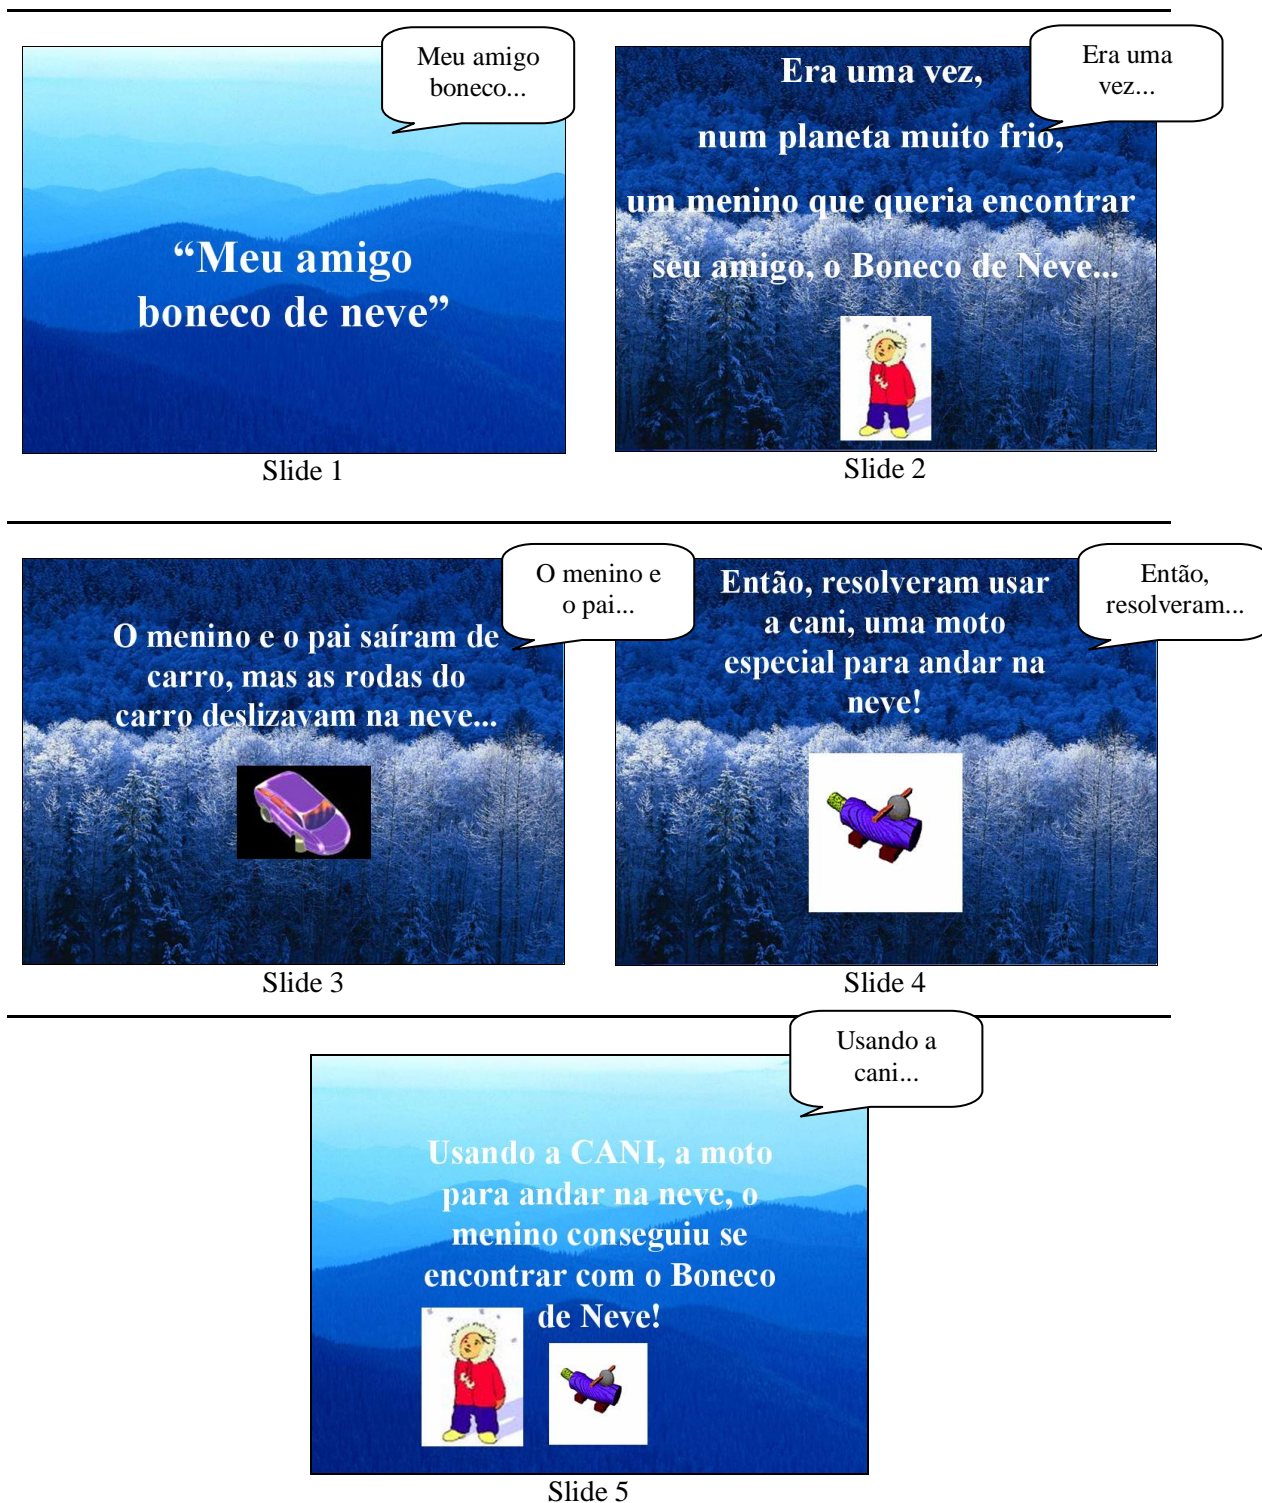 Meu amigo
boneco...
“Meu amigo
boneco de neve”
Slide 1
Era uma
vez...
Era uma vez,
num planeta muito frio,
um menino que queria encontrar
seu amigo, o Boneco de Neve...
Slide 2
O menino e
o pai...
O menino e o pai saíram de
carro, mas as rodas do
carro deslizavam na neve...
Slide 3
Então,
resolveram...
Então, resolveram usar
a cani, uma moto
especial para andar na
neve!
Slide 4
Usando a
cani...
Usando a CANI, a moto
para andar na neve, o
menino conseguiu se
encontrar com o Boneco
de Neve!
Slide 5